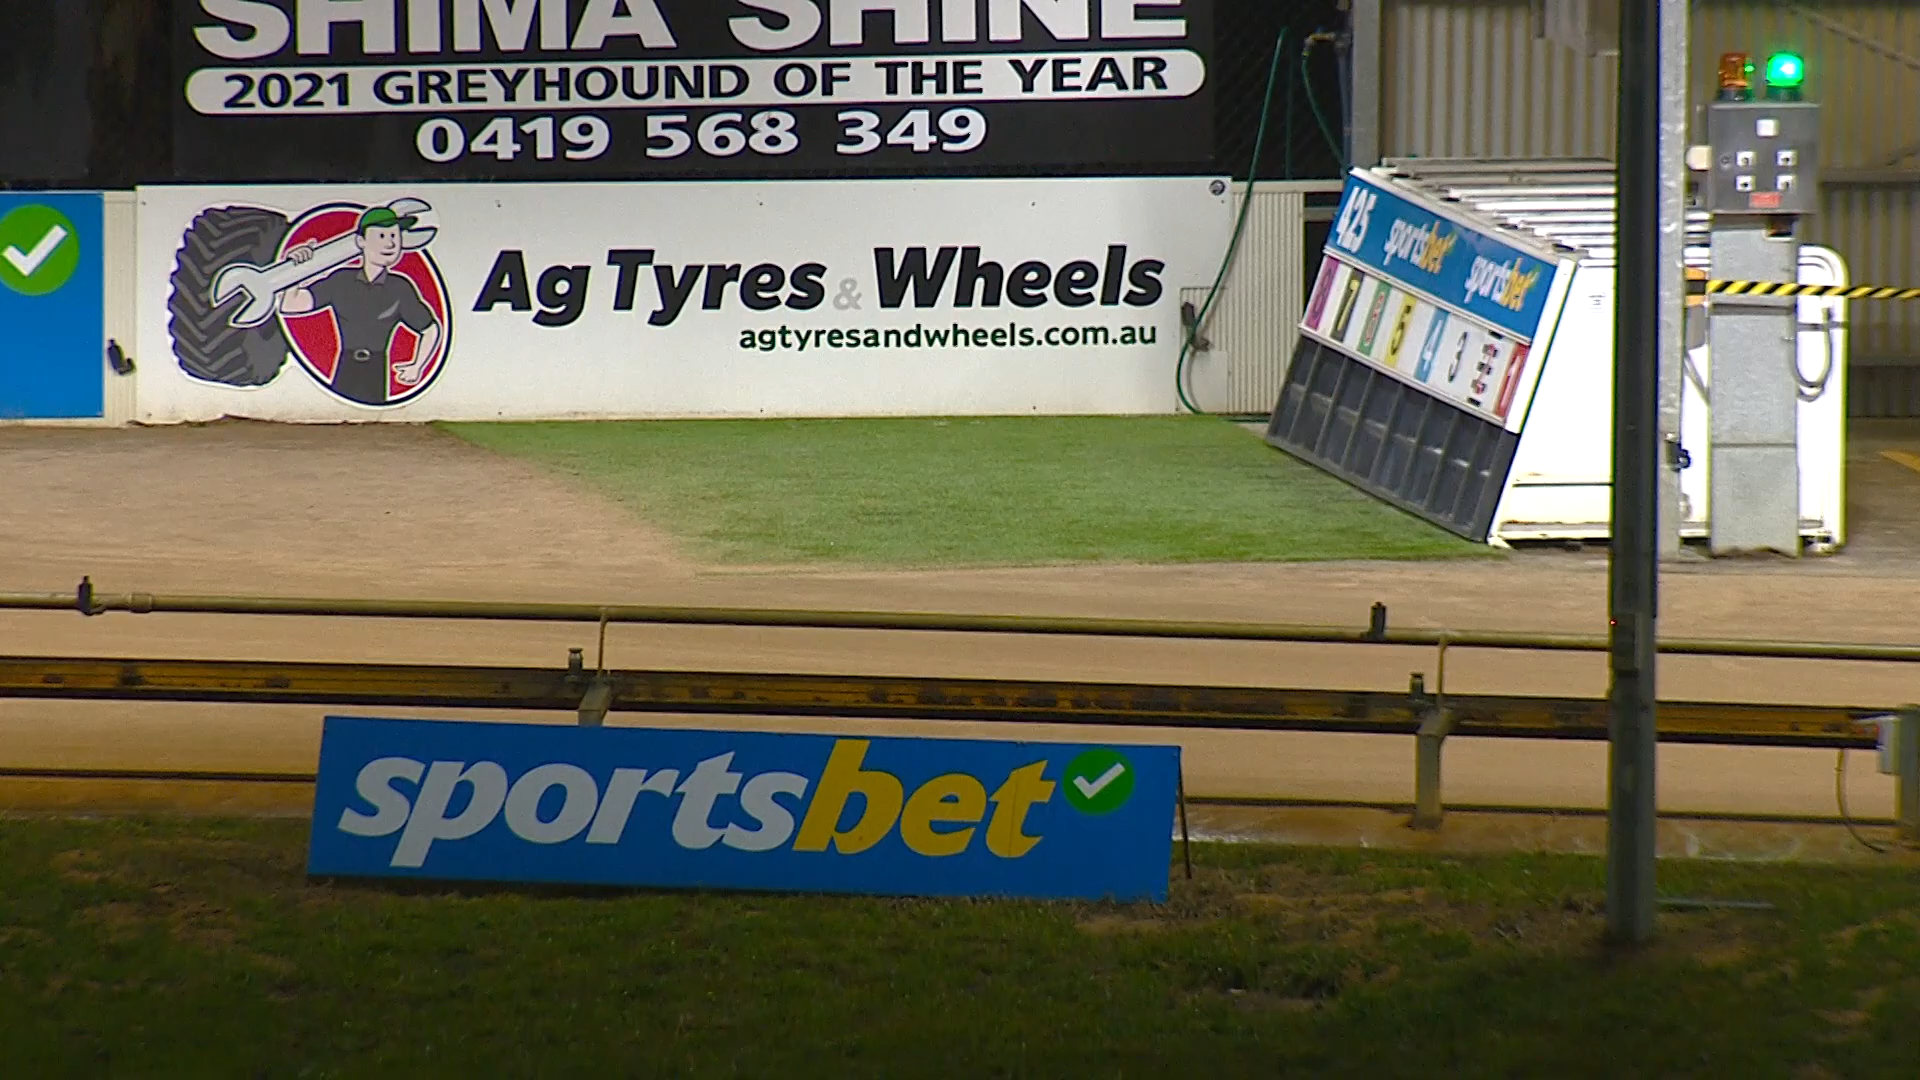 SHIMA SHINE
2021 GREYHOUND OF THE YEAR
0419 568 349
Ag Tyres & Wheels
agtyresandwheels.com.au
425 sportsbet sportsbet
8 7 6 5 4 3 2 1
sportsbet